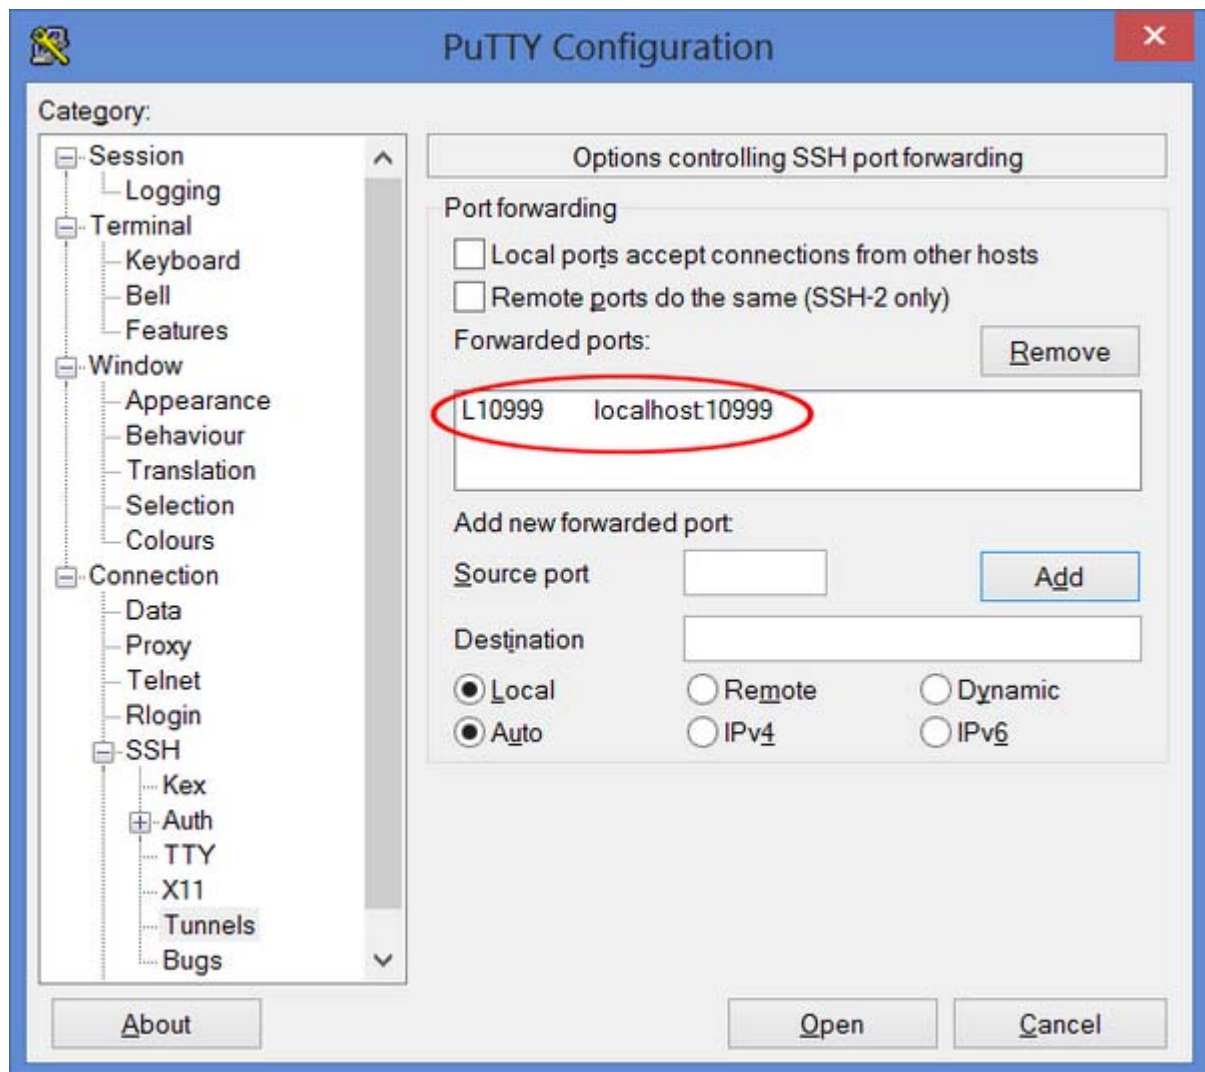 PuTTY Configuration
Category:
Session
Logging
Terminal
Keyboard
Bell
Features
Window
Appearance
Behaviour
Translation
Selection
Colours
Connection
Data
Proxy
Telnet
Rlogin
SSH
Kex
Auth
TTY
X11
Tunnels
Bugs
Options controlling SSH port forwarding
Port forwarding
Local ports accept connections from other hosts
Remote ports do the same (SSH-2 only)
Forwarded ports:
Remove
L10999 localhost:10999
Add new forwarded port:
Source port
Add
Destination
Local Remote Dynamic
Auto IPv4 IPv6
About Open Cancel